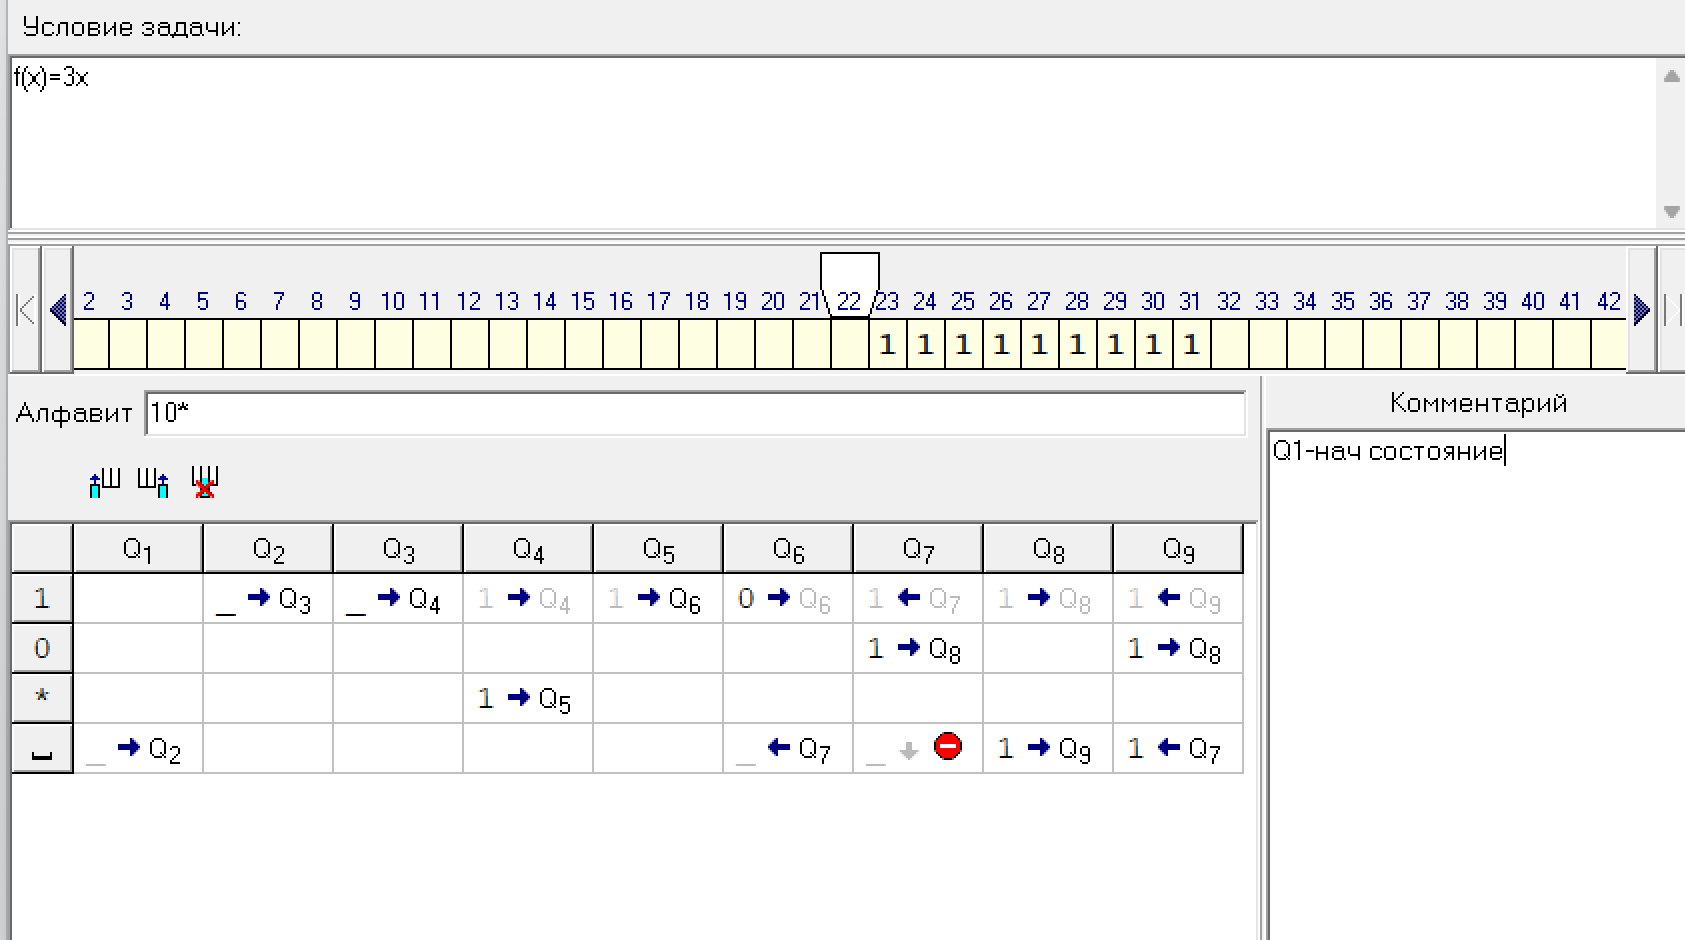 Условие задачи:
f(x)=3x
2 3 4 5 6 7 8 9 10 11 12 13 14 15 16 17 18 19 20 21 22 23 24 25 26 27 28 29 30 31 32 33 34 35 36 37 38 39 40 41 42
1 1 1 1 1 1 1 1 1
Алфавит 10*
Комментарий
Q1-нач состояние
Q1 Q2 Q3 Q4 Q5 Q6 Q7 Q8 Q9
1 _ → Q3 _ → Q4 1 → Q4 1 → Q6 0 → Q6 1 ← Q7 1 → Q8 1 ← Q9
0 1 → Q8 1 → Q8
* 1 → Q5
_ → Q2 _ ← Q7 _ ↓ 1 → Q9 1 ← Q7